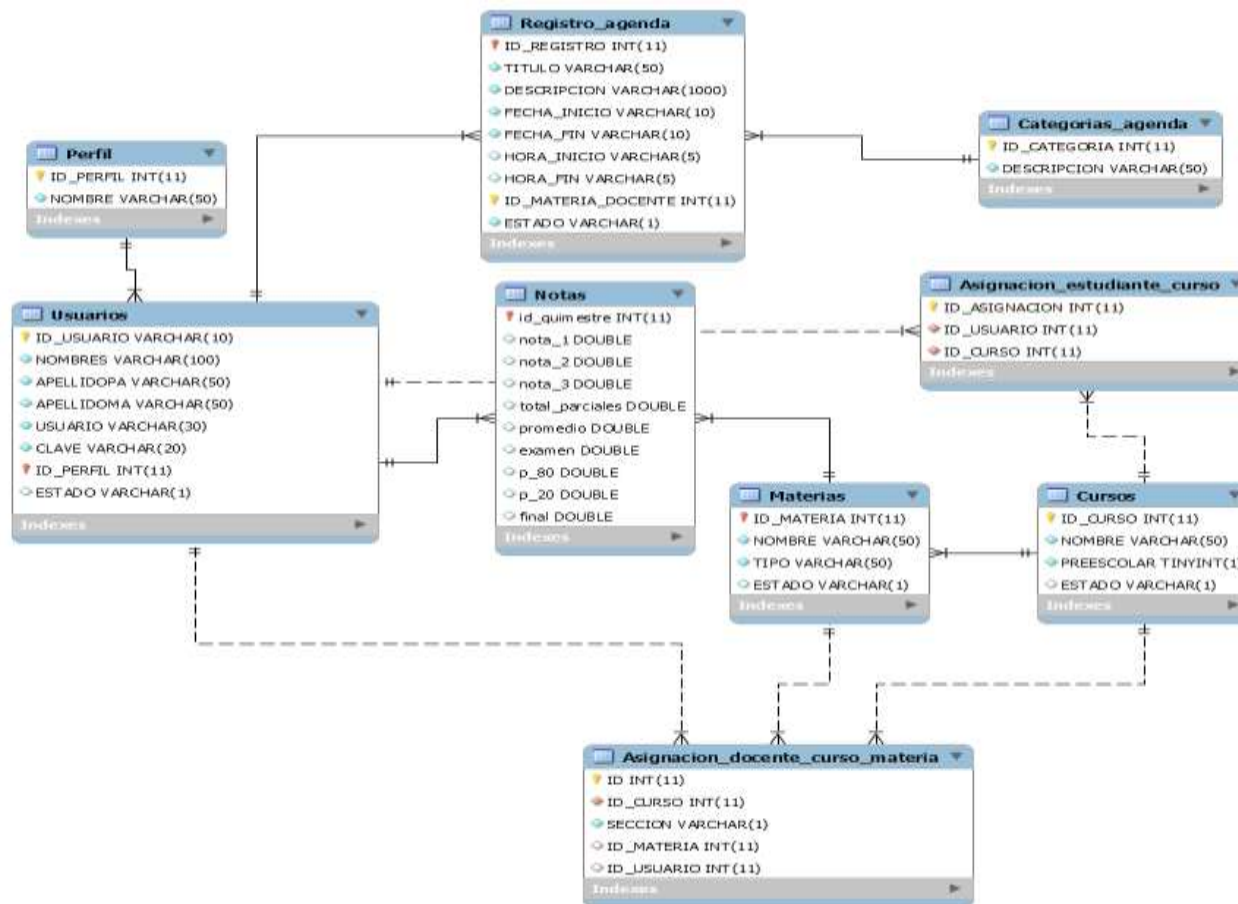 Registro_agenda
ID_REGISTRO INT(11)
TITULO VARCHAR(50)
DESCRIPCION VARCHAR(1000)
FECHA_INICIO VARCHAR(10)
FECHA_FIN VARCHAR(10)
HORA_INICIO VARCHAR(5)
HORA_FIN VARCHAR(5)
ID_MATERIA_DOCENTE INT(11)
ESTADO VARCHAR(1)
Indexes
Categorias_agenda
ID_CATEGORIA INT(11)
DESCRIPCION VARCHAR(50)
Indexes
Perfil
ID_PERFIL INT(11)
NOMBRE VARCHAR(50)
Indexes
Usuarios
ID_USUARIO VARCHAR(10)
NOMBRES VARCHAR(100)
APELLIDOPA VARCHAR(50)
APELLIDOMA VARCHAR(50)
USUARIO VARCHAR(30)
CLAVE VARCHAR(20)
ID_PERFIL INT(11)
ESTADO VARCHAR(1)
Indexes
Notas
id_quimestre INT(11)
nota_1 DOUBLE
nota_2 DOUBLE
nota_3 DOUBLE
total_parciales DOUBLE
promedio DOUBLE
examen DOUBLE
p_80 DOUBLE
p_20 DOUBLE
final DOUBLE
Indexes
Asignacion_estudiante_curso
ID_ASIGNACION INT(11)
ID_USUARIO INT(11)
ID_CURSO INT(11)
Indexes
Materias
ID_MATERIA INT(11)
NOMBRE VARCHAR(50)
TIPO VARCHAR(50)
ESTADO VARCHAR(1)
Indexes
Cursos
ID_CURSO INT(11)
NOMBRE VARCHAR(50)
PREESCOLAR TINYINT(1)
ESTADO VARCHAR(1)
Indexes
Asignacion_docente_curso_materia
ID INT(11)
ID_CURSO INT(11)
SECCION VARCHAR(1)
ID_MATERIA INT(11)
ID_USUARIO INT(11)
Indexes